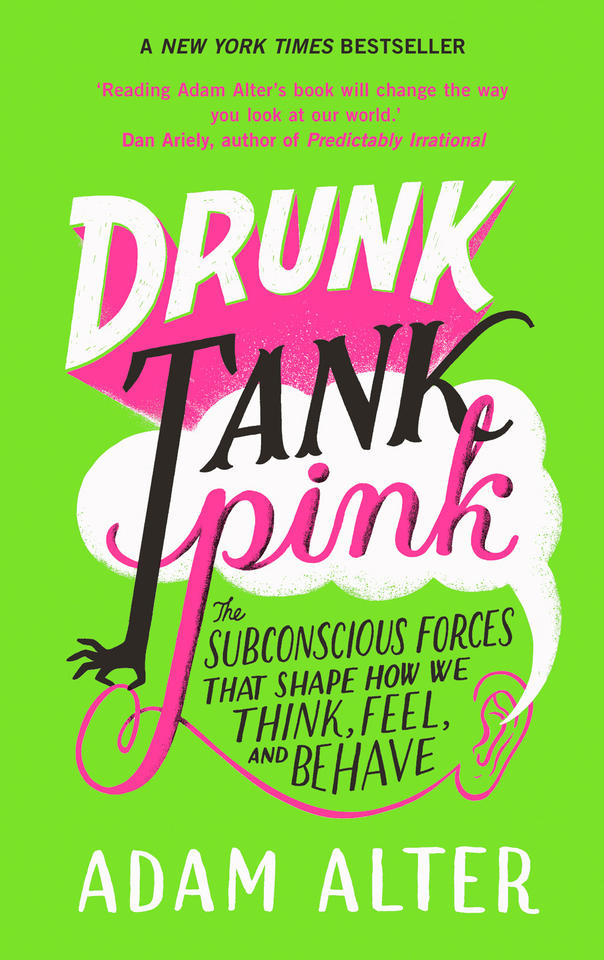 A NEW YORK TIMES BESTSELLER
‘Reading Adam Alter’s book will change the way
you look at our world.’
Dan Ariely, author of Predictably Irrational
DRUNK
TANK
pink
The
SUBCONSCIOUS FORCES
THAT SHAPE HOW WE
THINK, FEEL,
AND BEHAVE
ADAM ALTER